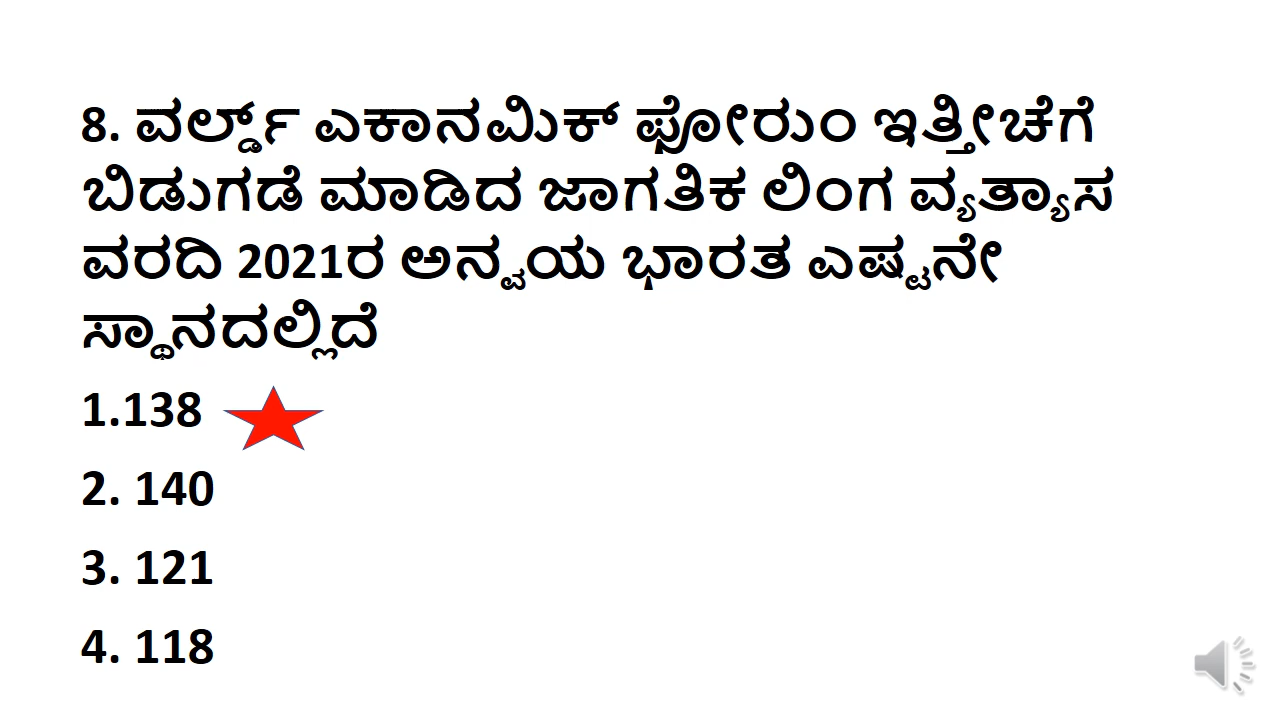 8. ವರ್ಲ್ಡ್ ಎಕಾನಮಿಕ್ ಫೋರುಂ ಇತ್ತೀಚೆಗೆ
ಬಿಡುಗಡೆ ಮಾಡಿದ ಜಾಗತಿಕ ಲಿಂಗ ವ್ಯತ್ಯಾಸ
ವರದಿ 2021ರ ಅನ್ವಯ ಭಾರತ ಎಷ್ಟನೇ
ಸ್ಥಾನದಲ್ಲಿದೆ
1.138
2. 140
3. 121
4. 118